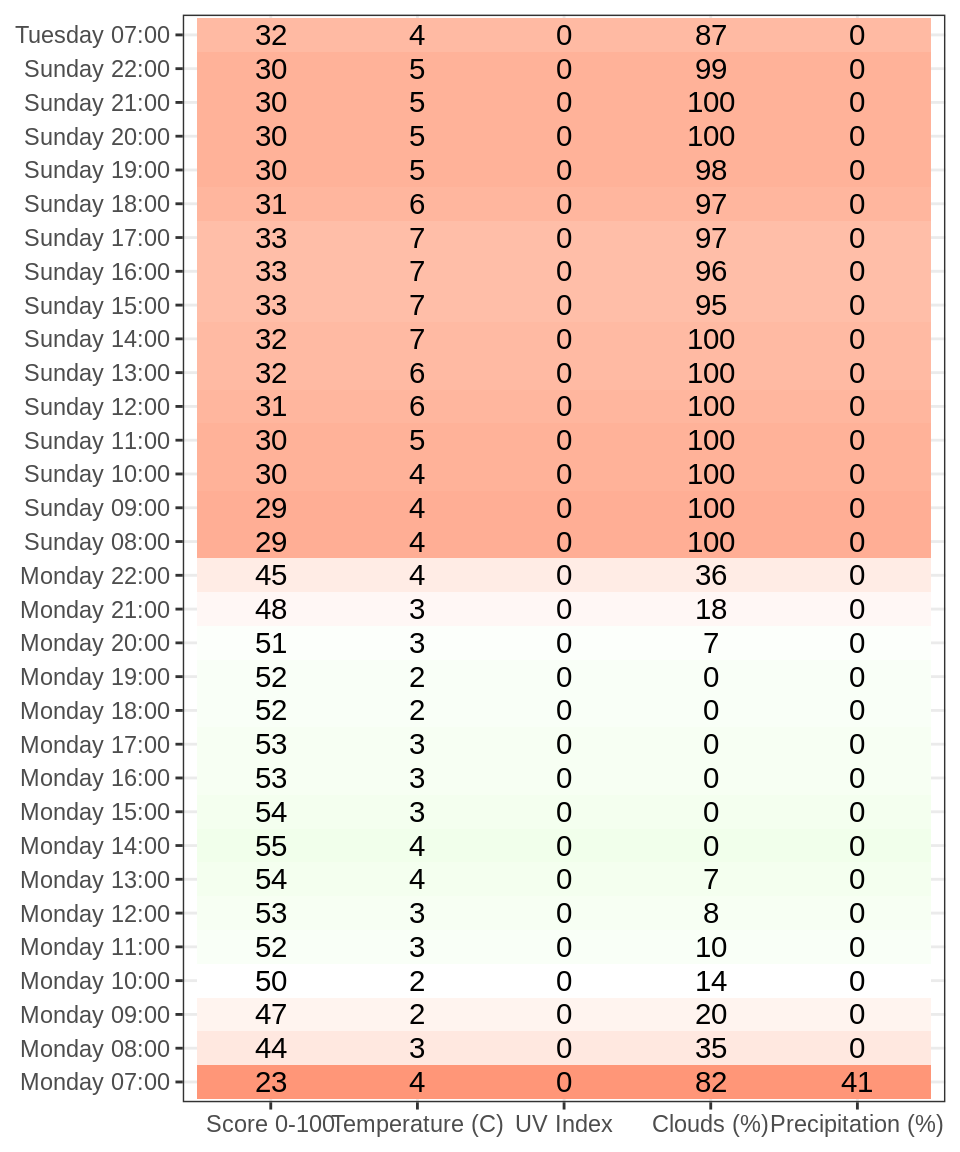 Tuesday 07:00 32 4 0 87 0
Sunday 22:00 30 5 0 99 0
Sunday 21:00 30 5 0 100 0
Sunday 20:00 30 5 0 100 0
Sunday 19:00 30 5 0 98 0
Sunday 18:00 31 6 0 97 0
Sunday 17:00 33 7 0 97 0
Sunday 16:00 33 7 0 96 0
Sunday 15:00 33 7 0 95 0
Sunday 14:00 32 7 0 100 0
Sunday 13:00 32 6 0 100 0
Sunday 12:00 31 6 0 100 0
Sunday 11:00 30 5 0 100 0
Sunday 10:00 30 4 0 100 0
Sunday 09:00 29 4 0 100 0
Sunday 08:00 29 4 0 100 0
Monday 22:00 45 4 0 36 0
Monday 21:00 48 3 0 18 0
Monday 20:00 51 3 0 7 0
Monday 19:00 52 2 0 0 0
Monday 18:00 52 2 0 0 0
Monday 17:00 53 3 0 0 0
Monday 16:00 53 3 0 0 0
Monday 15:00 54 3 0 0 0
Monday 14:00 55 4 0 0 0
Monday 13:00 54 4 0 7 0
Monday 12:00 53 3 0 8 0
Monday 11:00 52 3 0 10 0
Monday 10:00 50 2 0 14 0
Monday 09:00 47 2 0 20 0
Monday 08:00 44 3 0 35 0
Monday 07:00 23 4 0 82 41
Score 0-100 Temperature (C) UV Index Clouds (%) Precipitation (%)